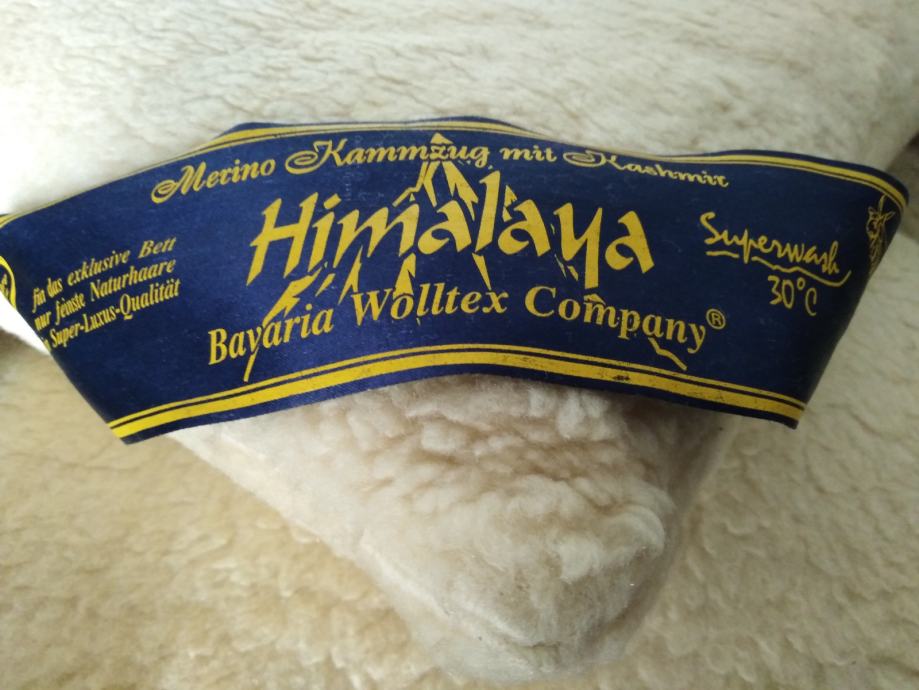 Merino Kammzug mit Kashmir
Himalaya
Bavaria Wolltex Company®
für das exklusive Bett
nur feinste Naturhaare
in Super-Luxus-Qualität
Superwash
30°C